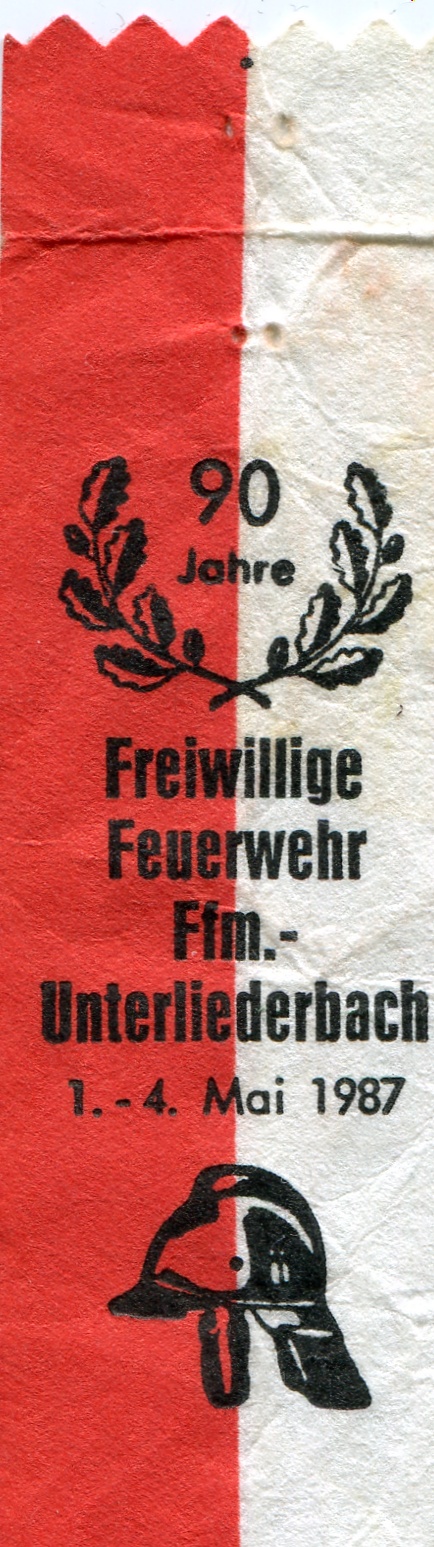 90
Jahre
Freiwillige
Feuerwehr
Ffm.-
Unterliederbach
1.-4. Mai 1987